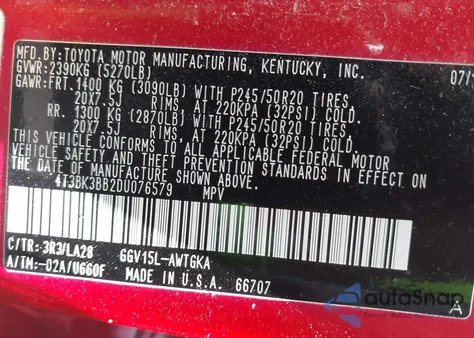 MFD. BY: TOYOTA MOTOR MANUFACTURING, KENTUCKY, INC. 07/
GVWR: 2390KG (5270LB)
GAWR: FRT. 1400 KG (3090LB) WITH P245/50R20 TIRES,
20X7.5J RIMS, AT 220KPA (32PSI) COLD.
RR. 1300 KG (2870LB) WITH P245/50R20 TIRES,
20X7.5J RIMS, AT 220KPA (32PSI) COLD.
THIS VEHICLE CONFORMS TO ALL APPLICABLE FEDERAL MOTOR
VEHICLE SAFETY AND THEFT PREVENTION STANDARDS IN EFFECT ON
THE DATE OF MANUFACTURE SHOWN ABOVE.
4T3BK3BB2DU076579 MPV
C/TR: 3R3/LA28 GGV15L-AWTGKA
A/TM: -02A/U660F MADE IN U.S.A. 66707 A
autoSnap